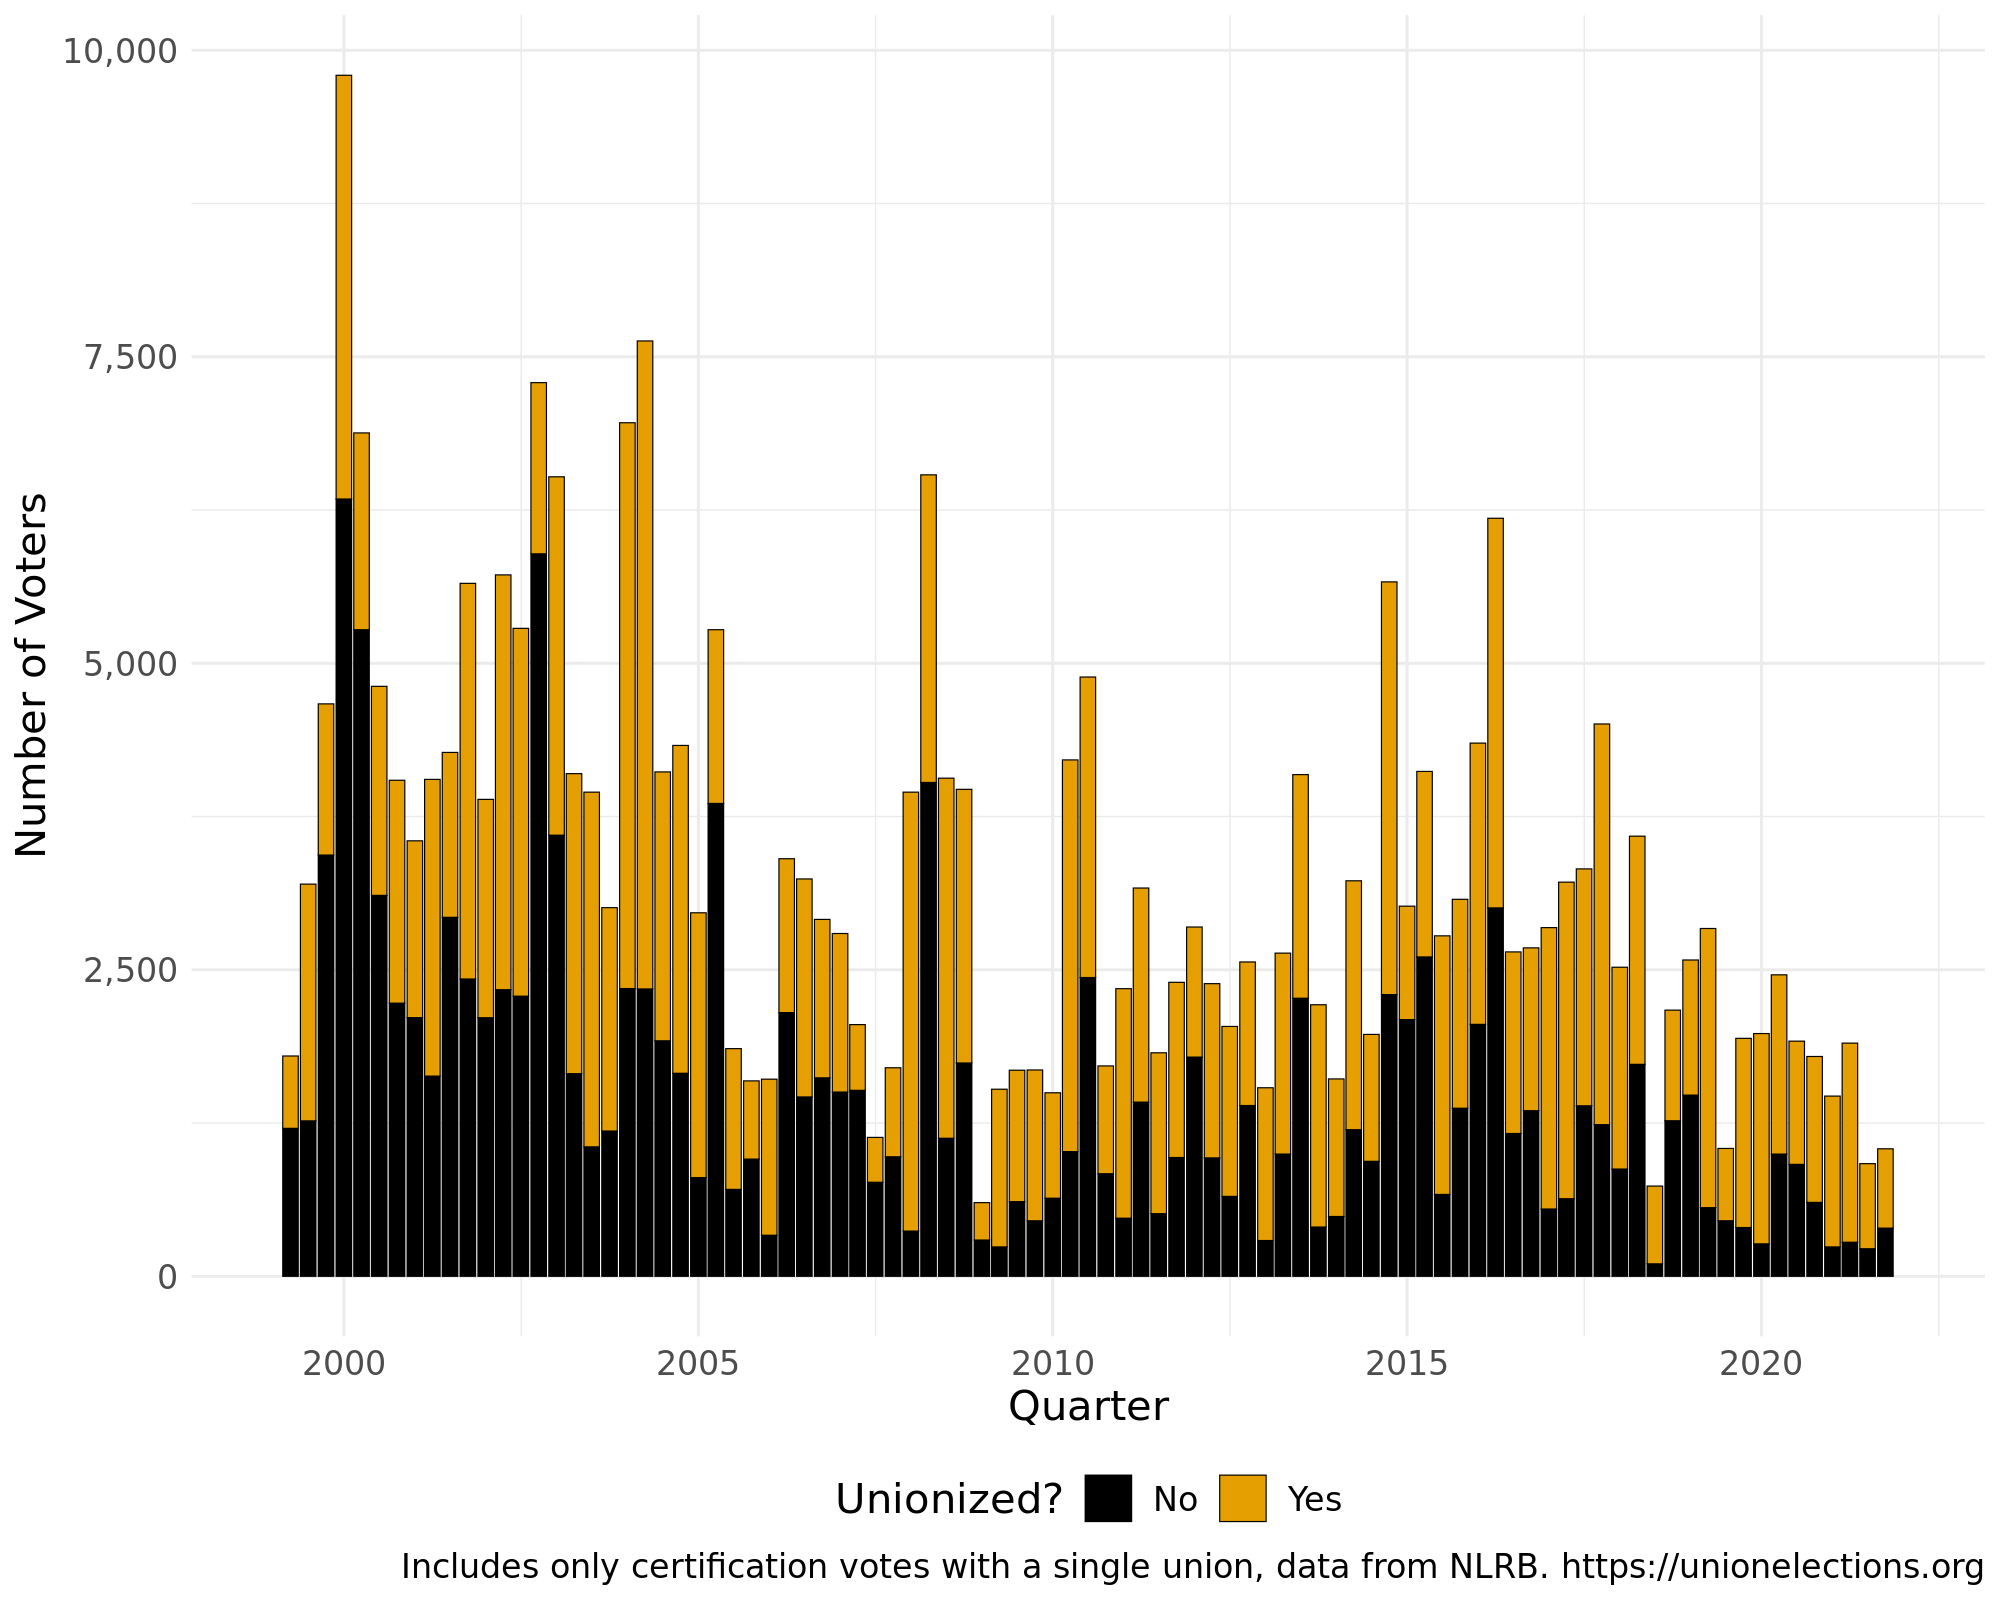 10,000
7,500
5,000
2,500
0
Number of Voters
2000 2005 2010 2015 2020
Quarter
Unionized? No Yes
Includes only certification votes with a single union, data from NLRB. https://unionelections.org